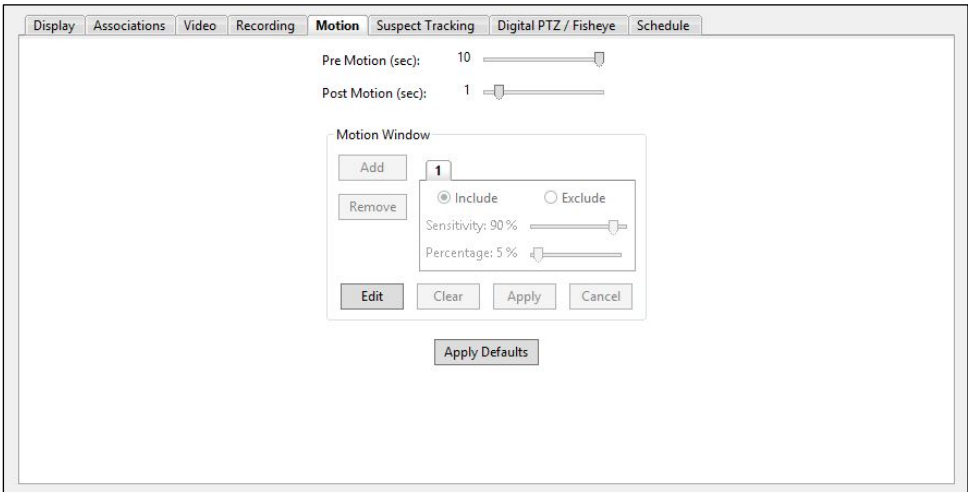 Display Associations Video Recording Motion Suspect Tracking Digital PTZ / Fisheye Schedule
Pre Motion (sec): 10
Post Motion (sec): 1
Motion Window
Add
1
Include Exclude
Remove
Sensitivity: 90 %
Percentage: 5 %
Edit Clear Apply Cancel
Apply Defaults